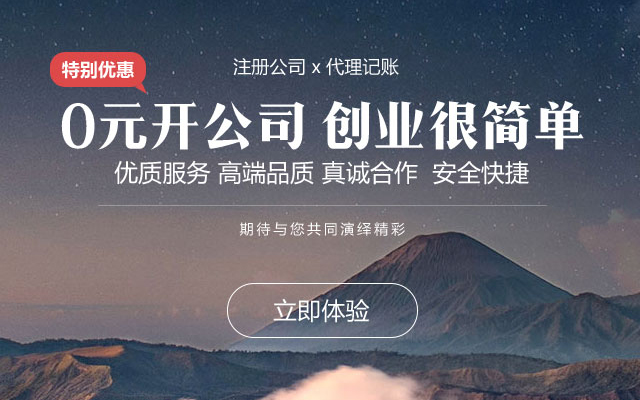 特别优惠
注册公司 x 代理记账
0元开公司 创业很简单
优质服务 高端品质 真诚合作 安全快捷
期待与您共同演绎精彩
立即体验